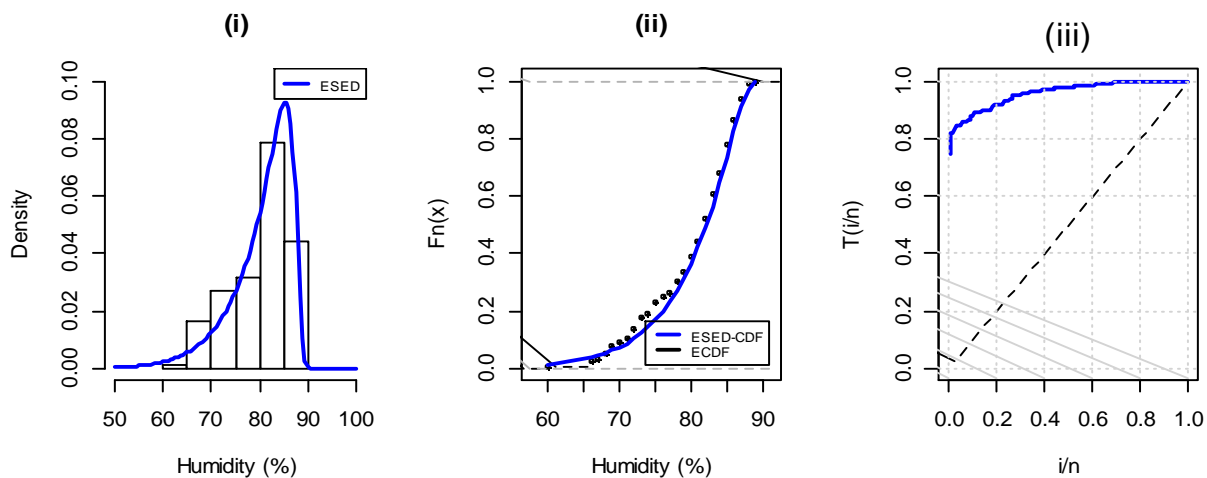 (i)
Density
0.00 0.02 0.04 0.06 0.08 0.10
ESED
50 60 70 80 90 100
Humidity (%)
(ii)
Fn(x)
0.0 0.2 0.4 0.6 0.8 1.0
ESED-CDF
ECDF
60 70 80 90
Humidity (%)
(iii)
T(i/n)
0.0 0.2 0.4 0.6 0.8 1.0
0.0 0.2 0.4 0.6 0.8 1.0
i/n